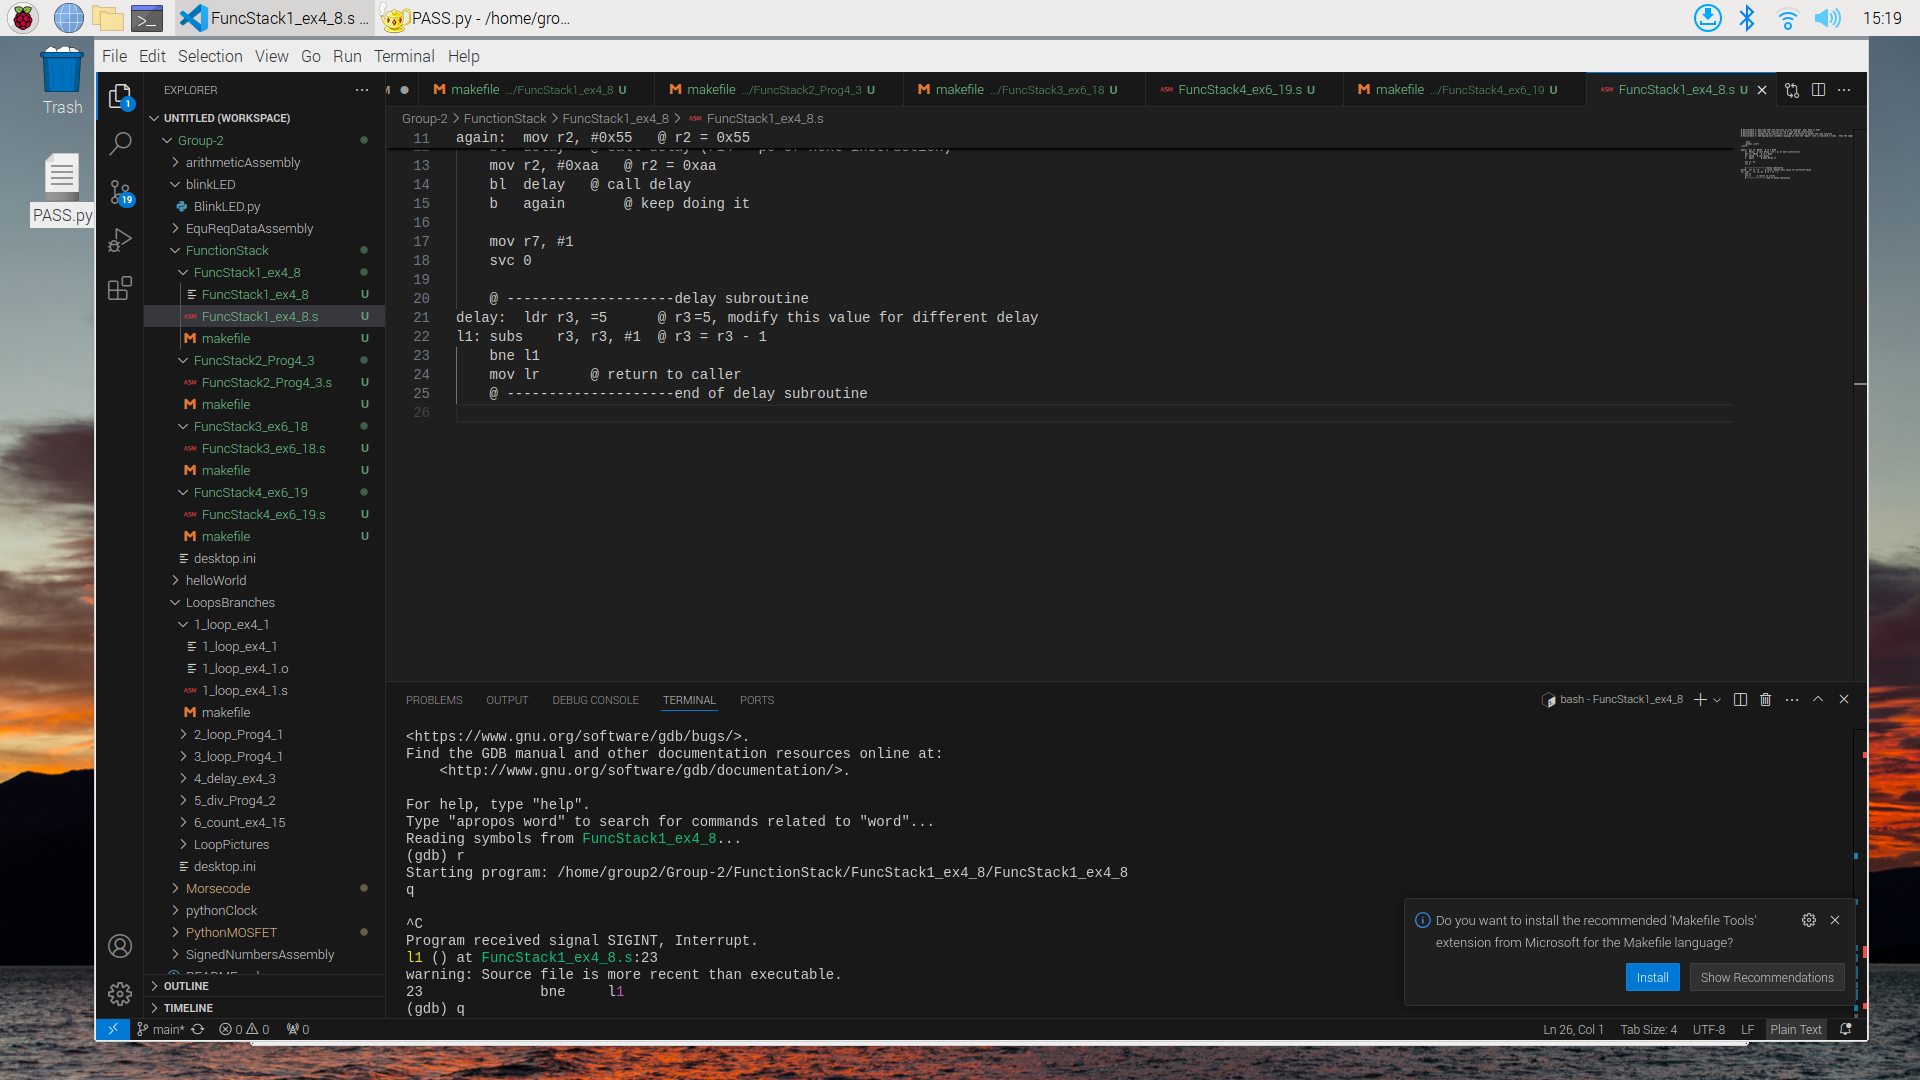 FuncStack1_ex4_8.s ...
PASS.py - /home/gro...
15:19
Trash
PASS.py
File Edit Selection View Go Run Terminal Help
EXPLORER
UNTITLED (WORKSPACE)
Group-2
arithmeticAssembly
blinkLED
BlinkLED.py
EquReqDataAssembly
FunctionStack
FuncStack1_ex4_8
FuncStack1_ex4_8 U
FuncStack1_ex4_8.s U
makefile U
FuncStack2_Prog4_3
FuncStack2_Prog4_3.s U
makefile U
FuncStack3_ex6_18
FuncStack3_ex6_18.s U
makefile U
FuncStack4_ex6_19
FuncStack4_ex6_19.s U
makefile U
desktop.ini
helloWorld
LoopsBranches
1_loop_ex4_1
1_loop_ex4_1
1_loop_ex4_1.o
1_loop_ex4_1.s
makefile
2_loop_Prog4_1
3_loop_Prog4_1
4_delay_ex4_3
5_div_Prog4_2
6_count_ex4_15
LoopPictures
desktop.ini
Morsecode
pythonClock
PythonMOSFET
SignedNumbersAssembly
OUTLINE
TIMELINE
makefile .../FuncStack1_ex4_8 U
makefile .../FuncStack2_Prog4_3 U
makefile .../FuncStack3_ex6_18 U
FuncStack4_ex6_19.s U
makefile .../FuncStack4_ex6_19 U
FuncStack1_ex4_8.s U
Group-2 > FunctionStack > FuncStack1_ex4_8 > FuncStack1_ex4_8.s
11 again: mov r2, #0x55 @ r2 = 0x55
13 mov r2, #0xaa @ r2 = 0xaa
14 bl delay @ call delay
15 b again @ keep doing it
16
17 mov r7, #1
18 svc 0
19
20 @ --------------------delay subroutine
21 delay: ldr r3, =5 @ r3=5, modify this value for different delay
22 l1: subs r3, r3, #1 @ r3 = r3 - 1
23 bne l1
24 mov lr @ return to caller
25 @ --------------------end of delay subroutine
26
PROBLEMS OUTPUT DEBUG CONSOLE TERMINAL PORTS
bash - FuncStack1_ex4_8
<https://www.gnu.org/software/gdb/bugs/>.
Find the GDB manual and other documentation resources online at:
<http://www.gnu.org/software/gdb/documentation/>.
For help, type "help".
Type "apropos word" to search for commands related to "word"...
Reading symbols from FuncStack1_ex4_8...
(gdb) r
Starting program: /home/group2/Group-2/FunctionStack/FuncStack1_ex4_8/FuncStack1_ex4_8
q
^C
Program received signal SIGINT, Interrupt.
l1 () at FuncStack1_ex4_8.s:23
warning: Source file is more recent than executable.
23 bne l1
(gdb) q
Do you want to install the recommended 'Makefile Tools'
extension from Microsoft for the Makefile language?
Install
Show Recommendations
1
19
main* 0 0 0
Ln 26, Col 1 Tab Size: 4 UTF-8 LF Plain Text